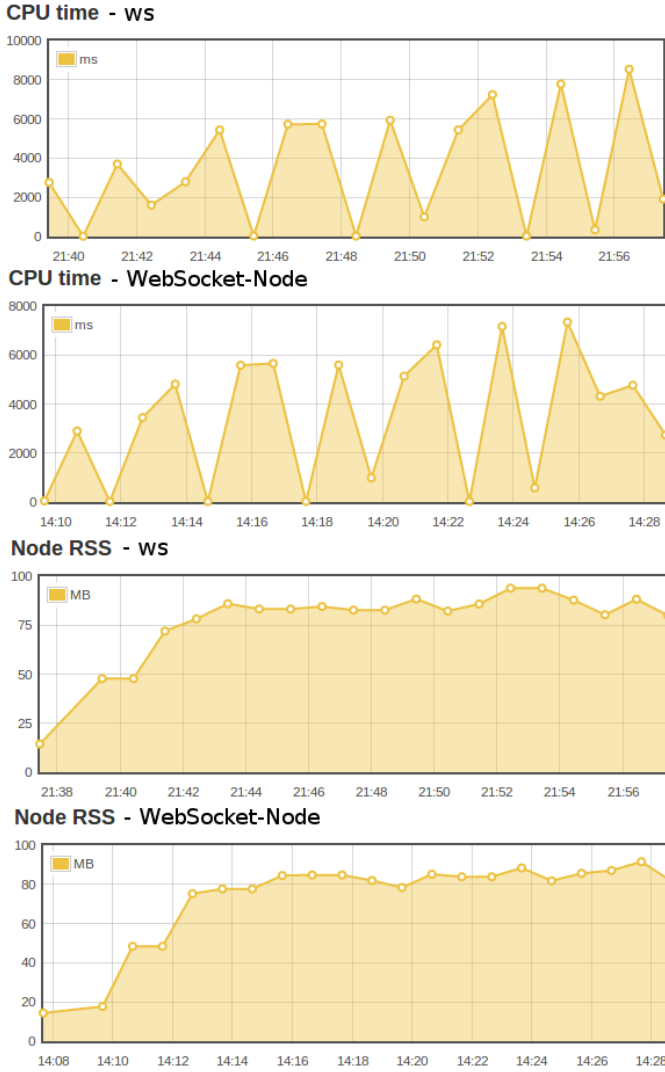 CPU time - ws
10000
ms
8000
6000
4000
2000
0
21:40 21:42 21:44 21:46 21:48 21:50 21:52 21:54 21:56
CPU time - WebSocket-Node
8000
ms
6000
4000
2000
0
14:10 14:12 14:14 14:16 14:18 14:20 14:22 14:24 14:26 14:28
Node RSS - ws
100
MB
75
50
25
0
21:38 21:40 21:42 21:44 21:46 21:48 21:50 21:52 21:54 21:56
Node RSS - WebSocket-Node
100
MB
80
60
40
20
0
14:08 14:10 14:12 14:14 14:16 14:18 14:20 14:22 14:24 14:26 14:28